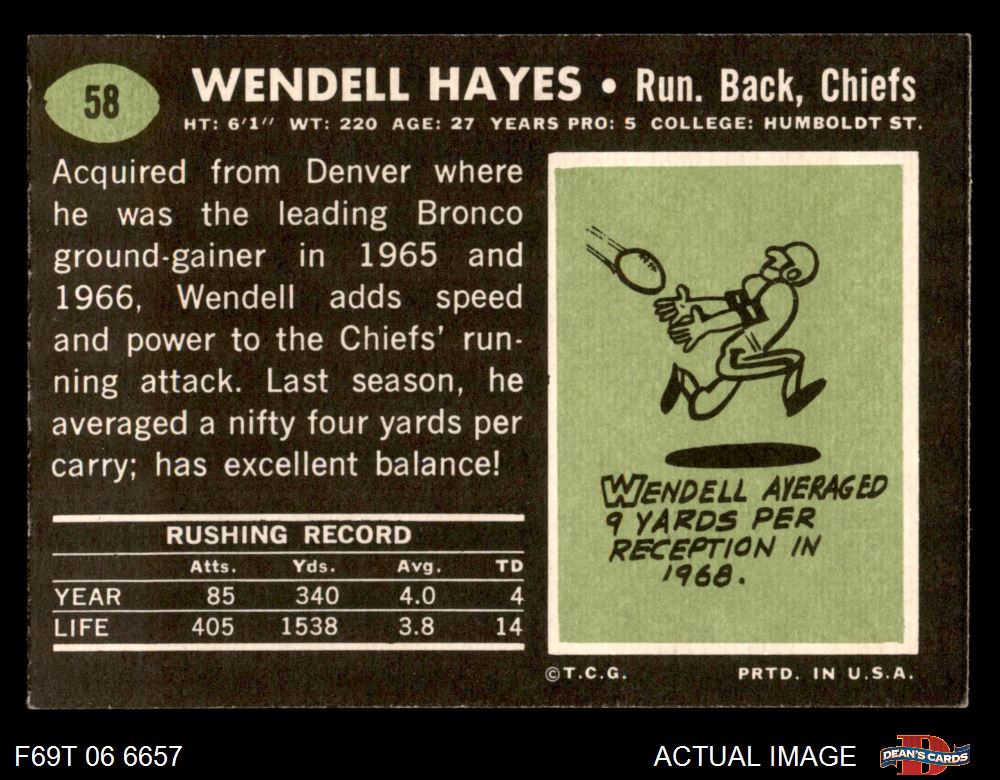 58
WENDELL HAYES • Run. Back, Chiefs
HT: 6'1" WT: 220 AGE: 27 YEARS PRO: 5 COLLEGE: HUMBOLDT ST.
Acquired from Denver where
he was the leading Bronco
ground-gainer in 1965 and
1966, Wendell adds speed
and power to the Chiefs' run-
ning attack. Last season, he
averaged a nifty four yards per
carry; has excellent balance!
RUSHING RECORD
Atts. Yds. Avg. TD
YEAR 85 340 4.0 4
LIFE 405 1538 3.8 14
WENDELL AVERAGED
9 YARDS PER
RECEPTION IN
1968.
©T.C.G. PRTD. IN U.S.A.
F69T 06 6657
ACTUAL IMAGE
DEAN'S CARDS